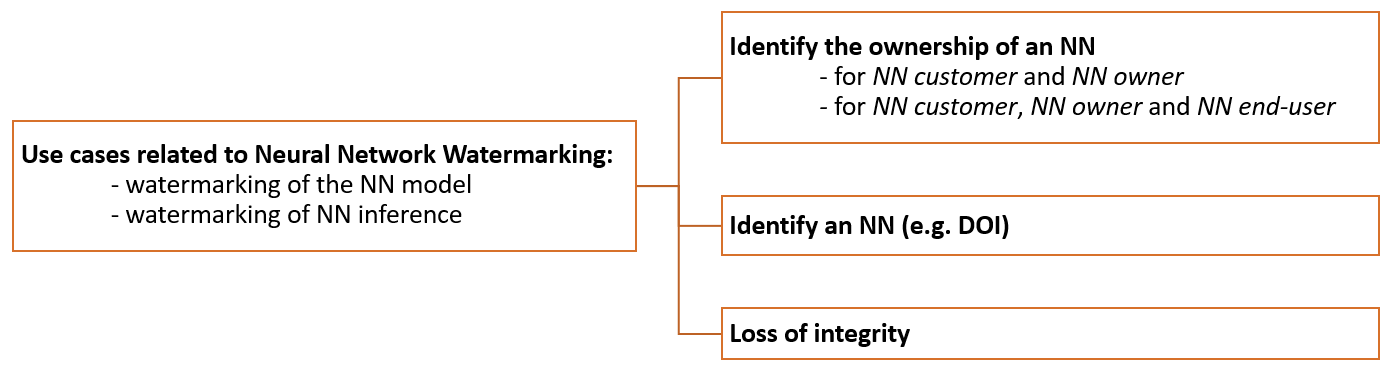 Use cases related to Neural Network Watermarking:
- watermarking of the NN model
- watermarking of NN inference
Identify the ownership of an NN
- for NN customer and NN owner
- for NN customer, NN owner and NN end-user
Identify an NN (e.g. DOI)
Loss of integrity